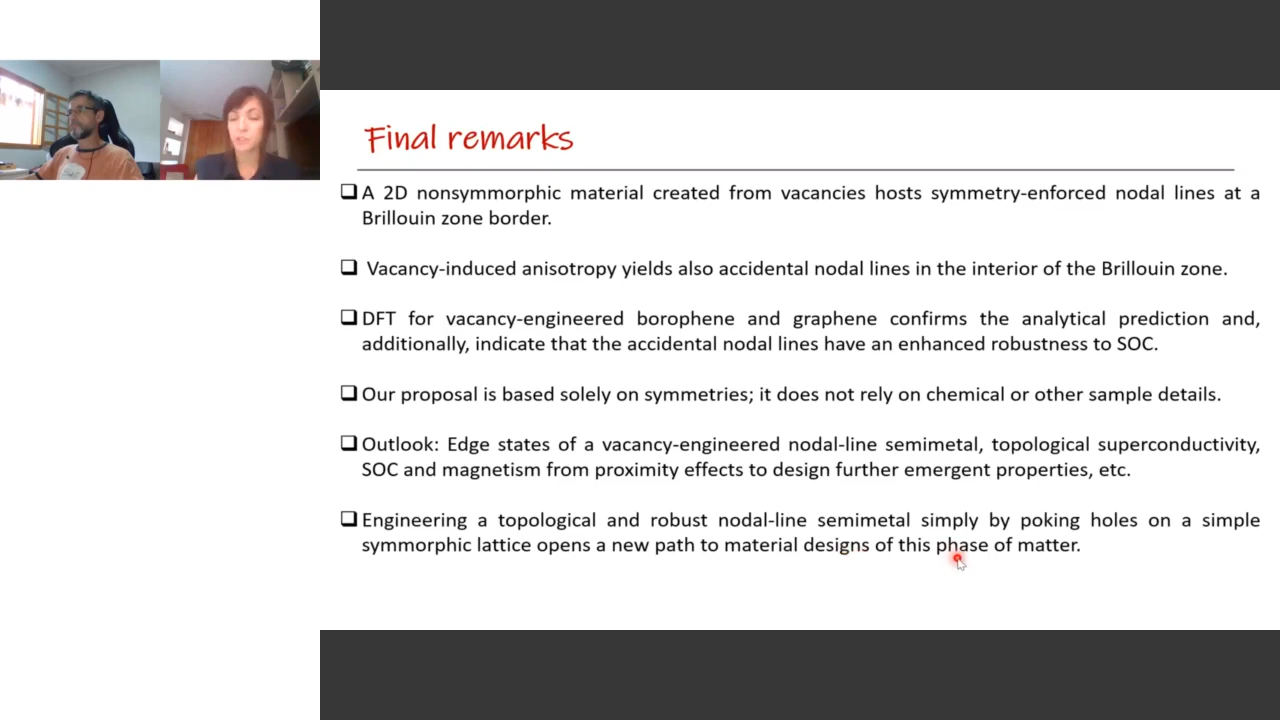 Final remarks
❑ A 2D nonsymmorphic material created from vacancies hosts symmetry-enforced nodal lines at a
Brillouin zone border.
❑ Vacancy-induced anisotropy yields also accidental nodal lines in the interior of the Brillouin zone.
❑ DFT for vacancy-engineered borophene and graphene confirms the analytical prediction and,
additionally, indicate that the accidental nodal lines have an enhanced robustness to SOC.
❑ Our proposal is based solely on symmetries; it does not rely on chemical or other sample details.
❑ Outlook: Edge states of a vacancy-engineered nodal-line semimetal, topological superconductivity,
SOC and magnetism from proximity effects to design further emergent properties, etc.
❑ Engineering a topological and robust nodal-line semimetal simply by poking holes on a simple
symmorphic lattice opens a new path to material designs of this phase of matter.